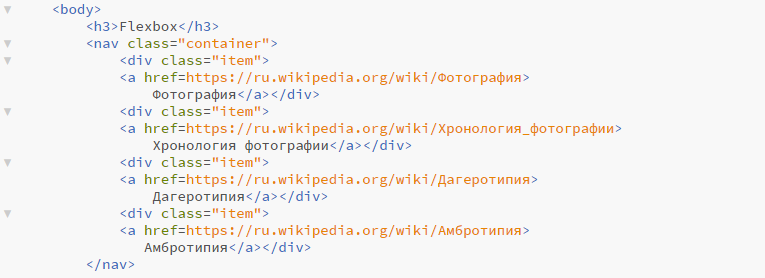 <body>
<h3>Flexbox</h3>
<nav class="container">
<div class="item">
<a href=https://ru.wikipedia.org/wiki/Фотография>
Фотография</a></div>
<div class="item">
<a href=https://ru.wikipedia.org/wiki/Хронология_фотографии>
Хронология фотографии</a></div>
<div class="item">
<a href=https://ru.wikipedia.org/wiki/Дагеротипия>
Дагеротипия</a></div>
<div class="item">
<a href=https://ru.wikipedia.org/wiki/Амбротипия>
Амбротипия</a></div>
</nav>